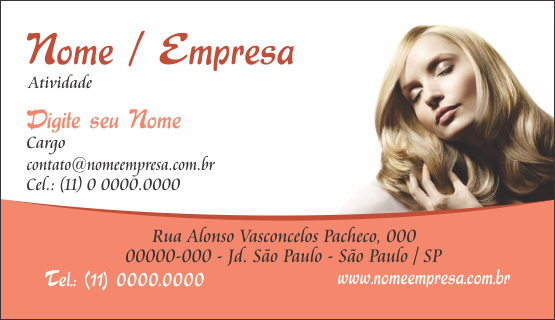 Nome / Empresa
Atividade
Digite seu Nome
Cargo
contato@nomeempresa.com.br
Cel.: (11) 0 0000.0000
Rua Alonso Vasconcelos Pacheco, 000
00000-000 - Jd. São Paulo - São Paulo / SP
Tel.: (11) 0000.0000
www.nomeempresa.com.br